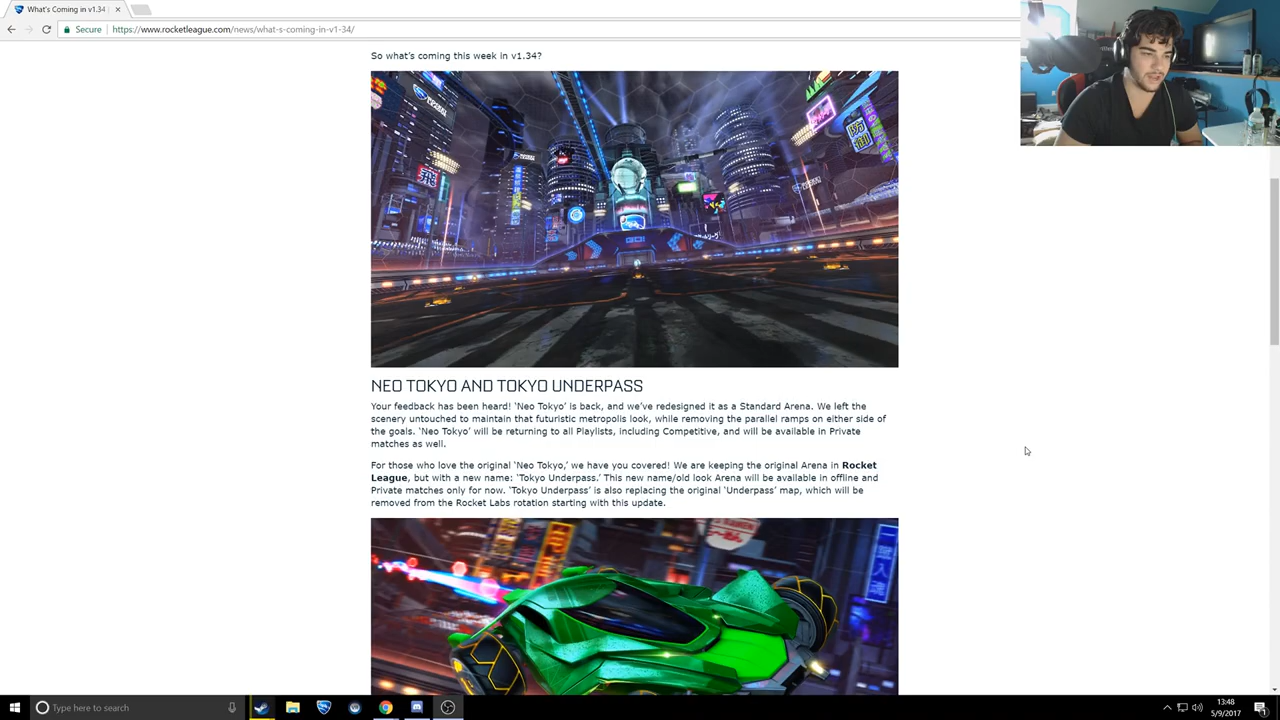 What's Coming in v1.34
Secure https://www.rocketleague.com/news/what-s-coming-in-v1-34/
So what's coming this week in v1.34?
飛
NEO TOKYO AND TOKYO UNDERPASS
Your feedback has been heard! 'Neo Tokyo' is back, and we've redesigned it as a Standard Arena. We left the
scenery untouched to maintain that futuristic metropolis look, while removing the parallel ramps on either side of
the goals. 'Neo Tokyo' will be returning to all Playlists, including Competitive, and will be available in Private
matches as well.
For those who love the original 'Neo Tokyo,' we have you covered! We are keeping the original Arena in Rocket
League, but with a new name: 'Tokyo Underpass.' This new name/old look Arena will be available in offline and
Private matches only for now. 'Tokyo Underpass' is also replacing the original 'Underpass' map, which will be
removed from the Rocket Labs rotation starting with this update.
Type here to search
13:48
5/9/2017